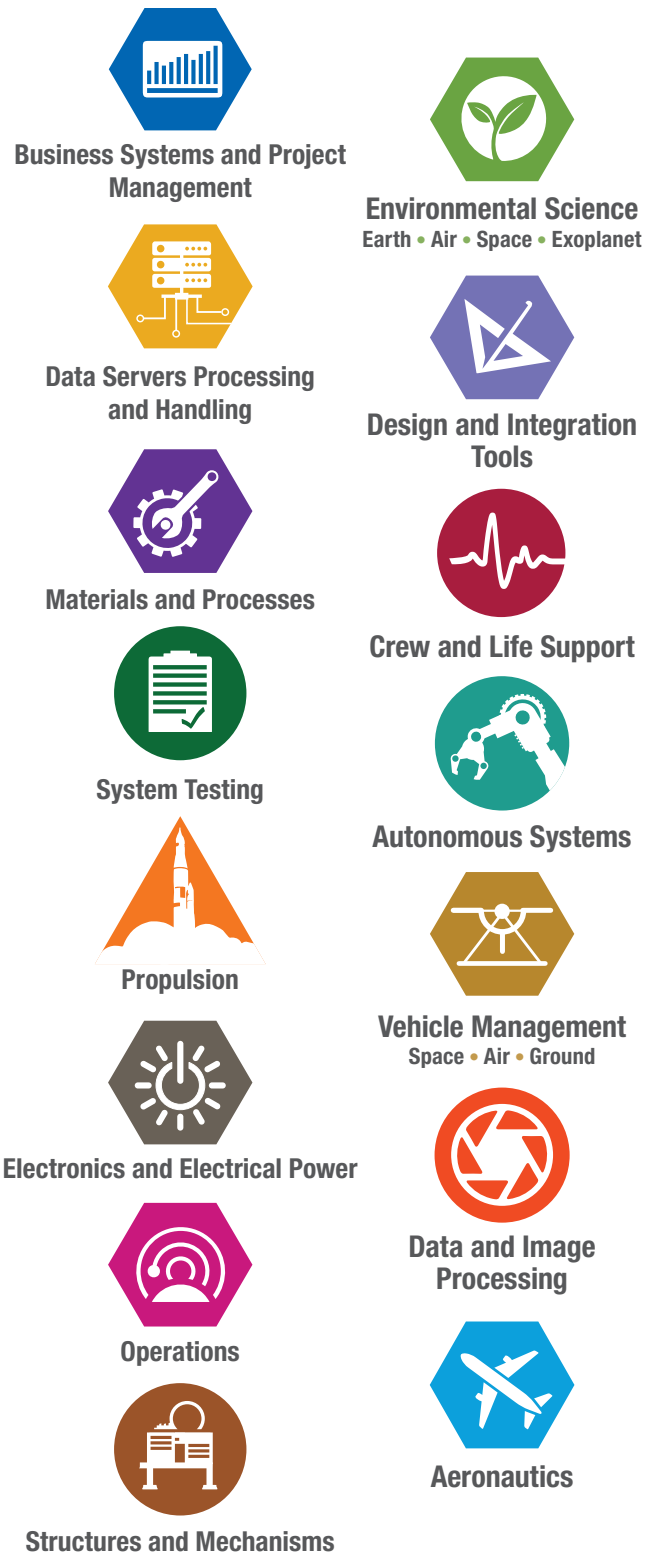 Business Systems and Project
Management
Data Servers Processing
and Handling
Materials and Processes
System Testing
Propulsion
Electronics and Electrical Power
Operations
Structures and Mechanisms
Environmental Science
Earth • Air • Space • Exoplanet
Design and Integration
Tools
Crew and Life Support
Autonomous Systems
Vehicle Management
Space • Air • Ground
Data and Image
Processing
Aeronautics